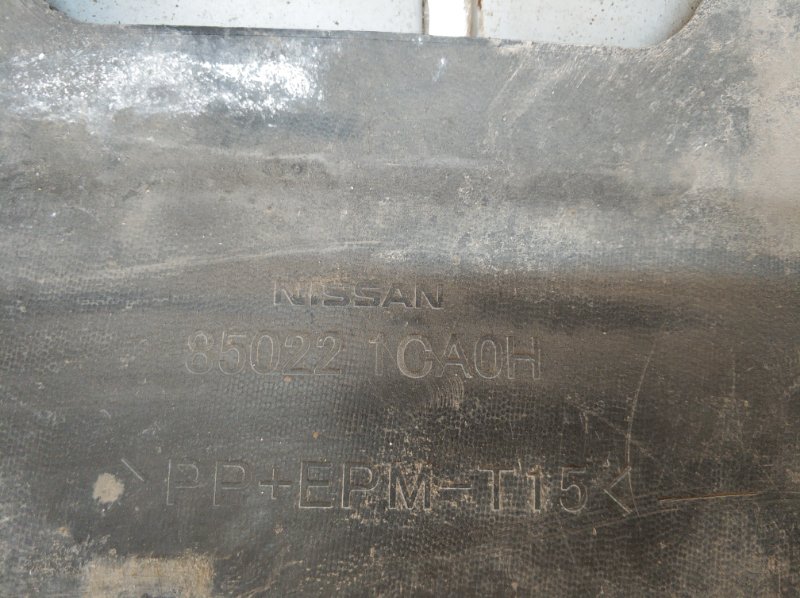 NISSAN
85022 1CA0H
>PP+EPM-T15<